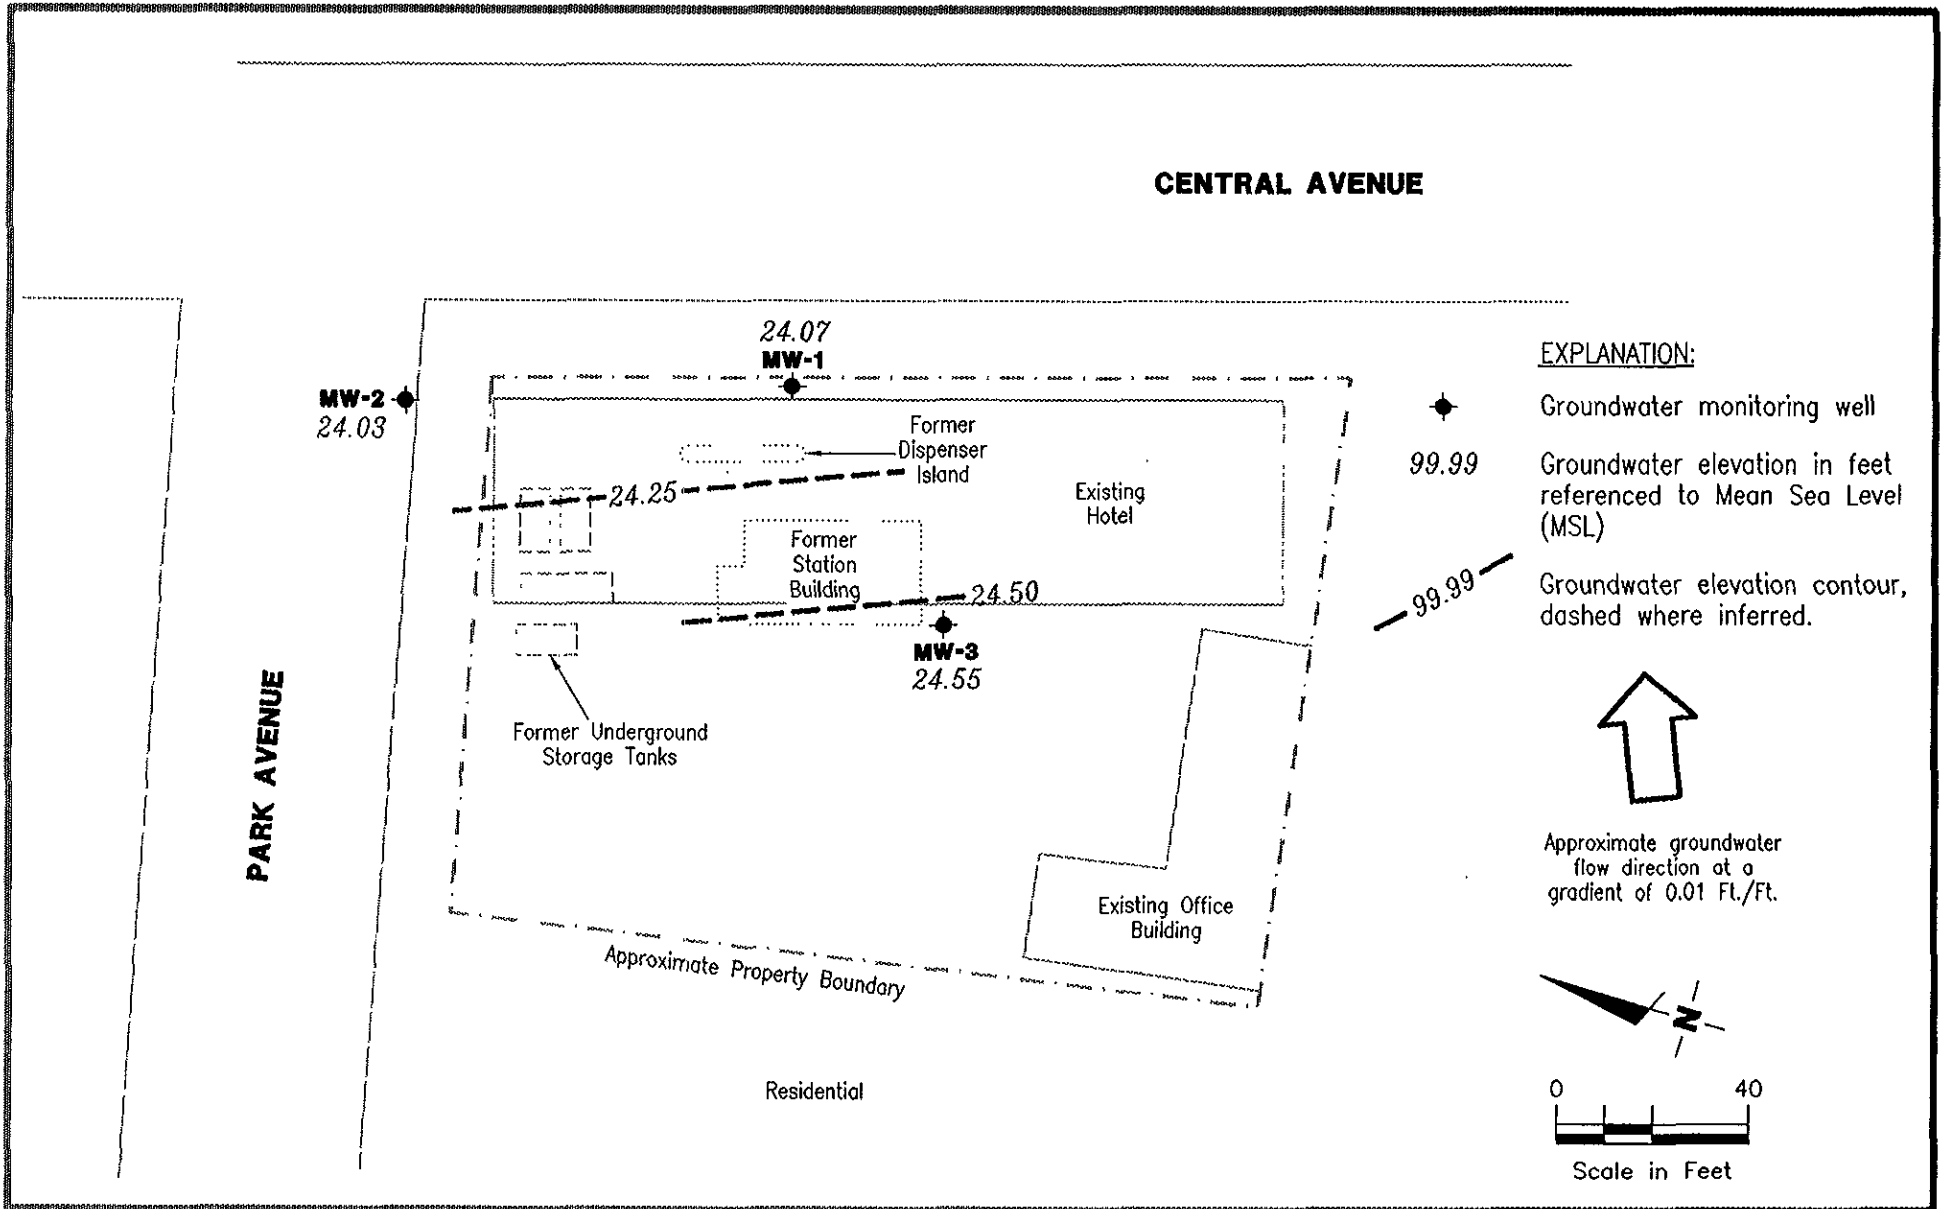 CENTRAL AVENUE
24.07
MW-1
MW-2
24.03
Former
Dispenser
Island
24.25
Existing
Hotel
Former
Station
Building
24.50
MW-3
24.55
Former Underground
Storage Tanks
PARK AVENUE
Existing Office
Building
Approximate Property Boundary
Residential
EXPLANATION:
Groundwater monitoring well
99.99
Groundwater elevation in feet
referenced to Mean Sea Level
(MSL)
99.99
Groundwater elevation contour,
dashed where inferred.
Approximate groundwater
flow direction at a
gradient of 0.01 Ft./Ft.
N
0 40
Scale in Feet